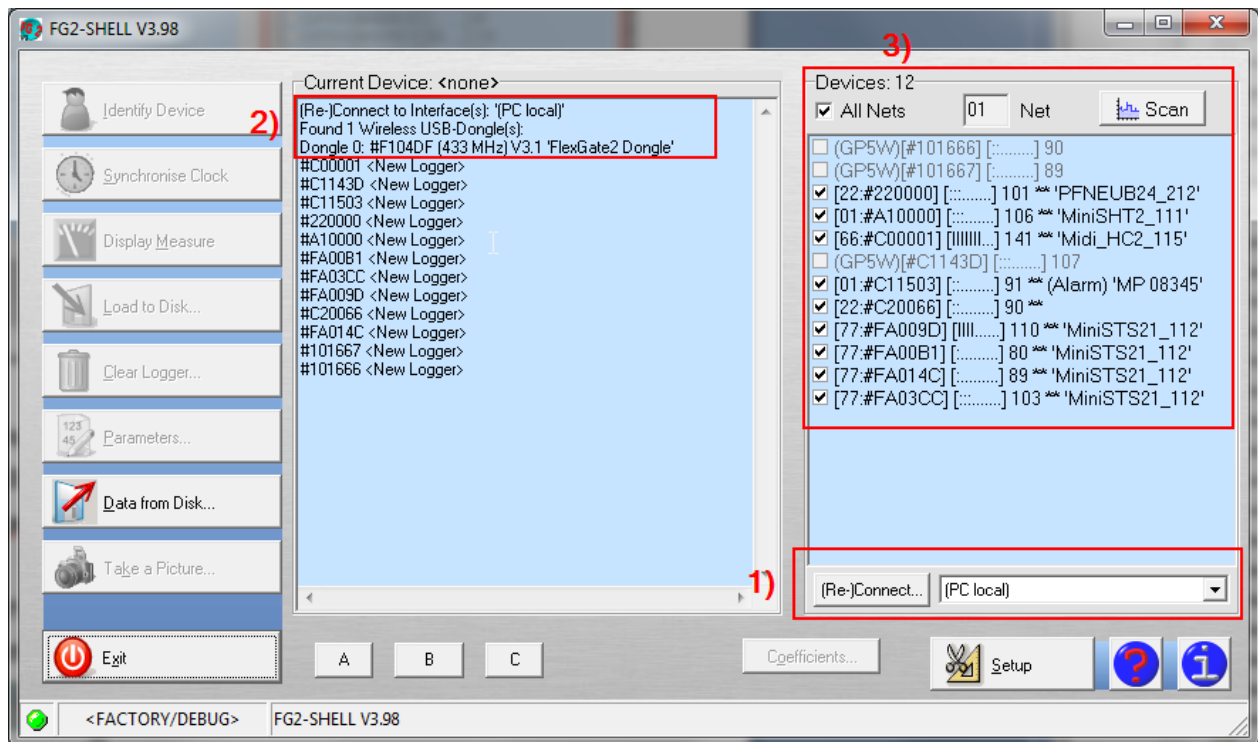 FG2-SHELL V3.98
3)
Identify Device
Synchronise Clock
Display Measure
Load to Disk...
Clear Logger...
Parameters...
Data from Disk...
Take a Picture...
Exit
2)
Current Device: <none>
(Re-)Connect to Interface(s): '(PC local)'
Found 1 Wireless USB-Dongle(s):
Dongle 0: #F104DF (433 MHz) V3.1 'FlexGate2 Dongle'
#C00001 <New Logger>
#C1143D <New Logger>
#C11503 <New Logger>
#220000 <New Logger>
#A10000 <New Logger>
#FA00B1 <New Logger>
#FA03CC <New Logger>
#FA009D <New Logger>
#C20066 <New Logger>
#FA014C <New Logger>
#101667 <New Logger>
#101666 <New Logger>
Devices: 12
All Nets 01 Net Scan
(GP5W)[#101666] [::........] 90
(GP5W)[#101667] [::........] 89
[22:#220000] [:::.......] 101 ** 'PFNEUB24_212'
[01:#A10000] [:::.......] 106 ** 'MiniSHT2_111'
[66:#C00001] [|||||||...] 141 ** 'Midi_HC2_115'
(GP5W)[#C1143D] [:::.......] 107
[01:#C11503] [::........] 91 ** (Alarm) 'MP 08345'
[22:#C20066] [::........] 90 **
[77:#FA009D] [||||......] 110 ** 'MiniSTS21_112'
[77:#FA00B1] [:.........] 80 ** 'MiniSTS21_112'
[77:#FA014C] [:.........] 89 ** 'MiniSTS21_112'
[77:#FA03CC] [:::.......] 103 ** 'MiniSTS21_112'
1)
(Re-)Connect... (PC local)
A B C
Coefficients...
Setup
<FACTORY/DEBUG> FG2-SHELL V3.98